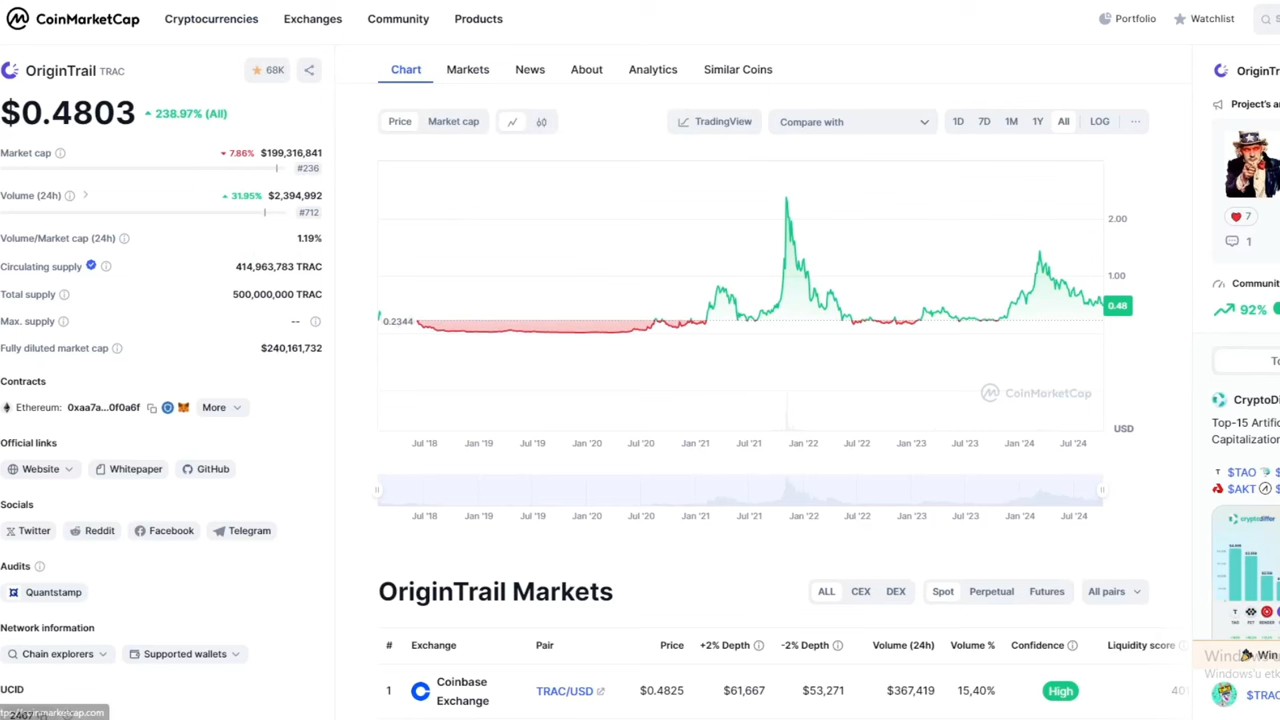 CoinMarketCap Cryptocurrencies Exchanges Community Products Portfolio Watchlist
OriginTrail TRAC 68K
$0.4803 238.97% (All)
Market cap 7.86% $199,316,841
#236
Volume (24h) 31.95% $2,394,992
#712
Volume/Market cap (24h) 1.19%
Circulating supply 414,963,783 TRAC
Total supply 500,000,000 TRAC
Max. supply --
Fully diluted market cap $240,161,732
Contracts
Ethereum: 0xaa7a...0f0a6f More
Official links
Website Whitepaper GitHub
Socials
Twitter Reddit Facebook Telegram
Audits
Quantstamp
Network information
Chain explorers Supported wallets
UCID
Chart Markets News About Analytics Similar Coins
Price Market cap TradingView Compare with 1D 7D 1M 1Y All LOG ...
2.00
1.00
0.48
0.2344
CoinMarketCap
USD
Jul '18 Jan '19 Jul '19 Jan '20 Jul '20 Jan '21 Jul '21 Jan '22 Jul '22 Jan '23 Jul '23 Jan '24 Jul '24
Jul '18 Jan '19 Jul '19 Jan '20 Jul '20 Jan '21 Jul '21 Jan '22 Jul '22 Jan '23 Jul '23 Jan '24 Jul '24
OriginTrail Markets ALL CEX DEX Spot Perpetual Futures All pairs
# Exchange Pair Price +2% Depth -2% Depth Volume (24h) Volume % Confidence Liquidity score
1 Coinbase Exchange TRAC/USD $0.4825 $61,667 $53,271 $367,419 15,40% High
OriginTr
Project's a
7
1
Communit
92%
CryptoDi
Top-15 Artific
Capitalization
$TAO
$AKT
cryptodiffer
Windows
Windows'u etk
$TRAC